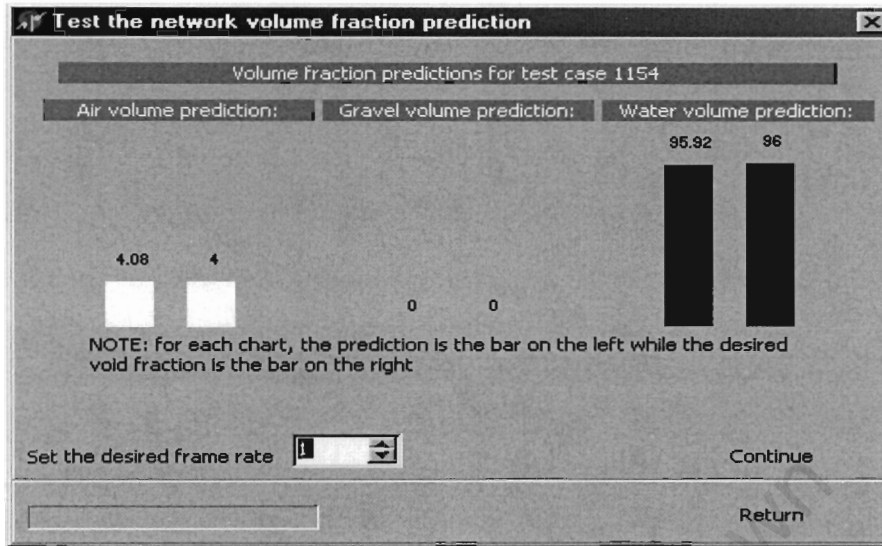 Test the network volume fraction prediction
Volume fraction predictions for test case 1154
Air volume prediction: Gravel volume prediction: Water volume prediction:
95.92 96
4.08 4
0 0
NOTE: for each chart, the prediction is the bar on the left while the desired
void fraction is the bar on the right
Set the desired frame rate 1 Continue
Return